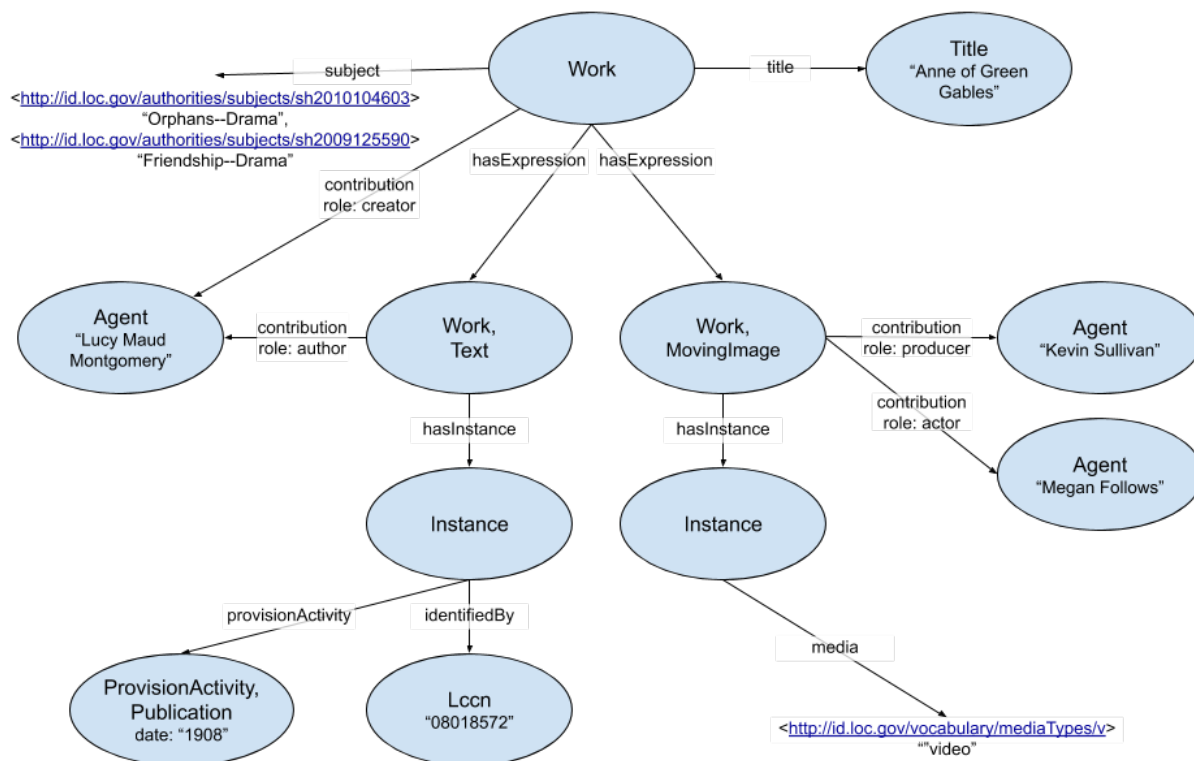 Work
Title
“Anne of Green
Gables”
subject
title
<http://id.loc.gov/authorities/subjects/sh2010104603>
“Orphans--Drama”,
<http://id.loc.gov/authorities/subjects/sh2009125590>
“Friendship--Drama”
hasExpression
hasExpression
contribution
role: creator
Agent
“Lucy Maud
Montgomery”
contribution
role: author
Work,
Text
Work,
MovingImage
contribution
role: producer
Agent
“Kevin Sullivan”
contribution
role: actor
Agent
“Megan Follows”
hasInstance
hasInstance
Instance
Instance
provisionActivity
identifiedBy
media
ProvisionActivity,
Publication
date: “1908”
Lccn
“08018572”
<http://id.loc.gov/vocabulary/mediaTypes/v>
“”video”